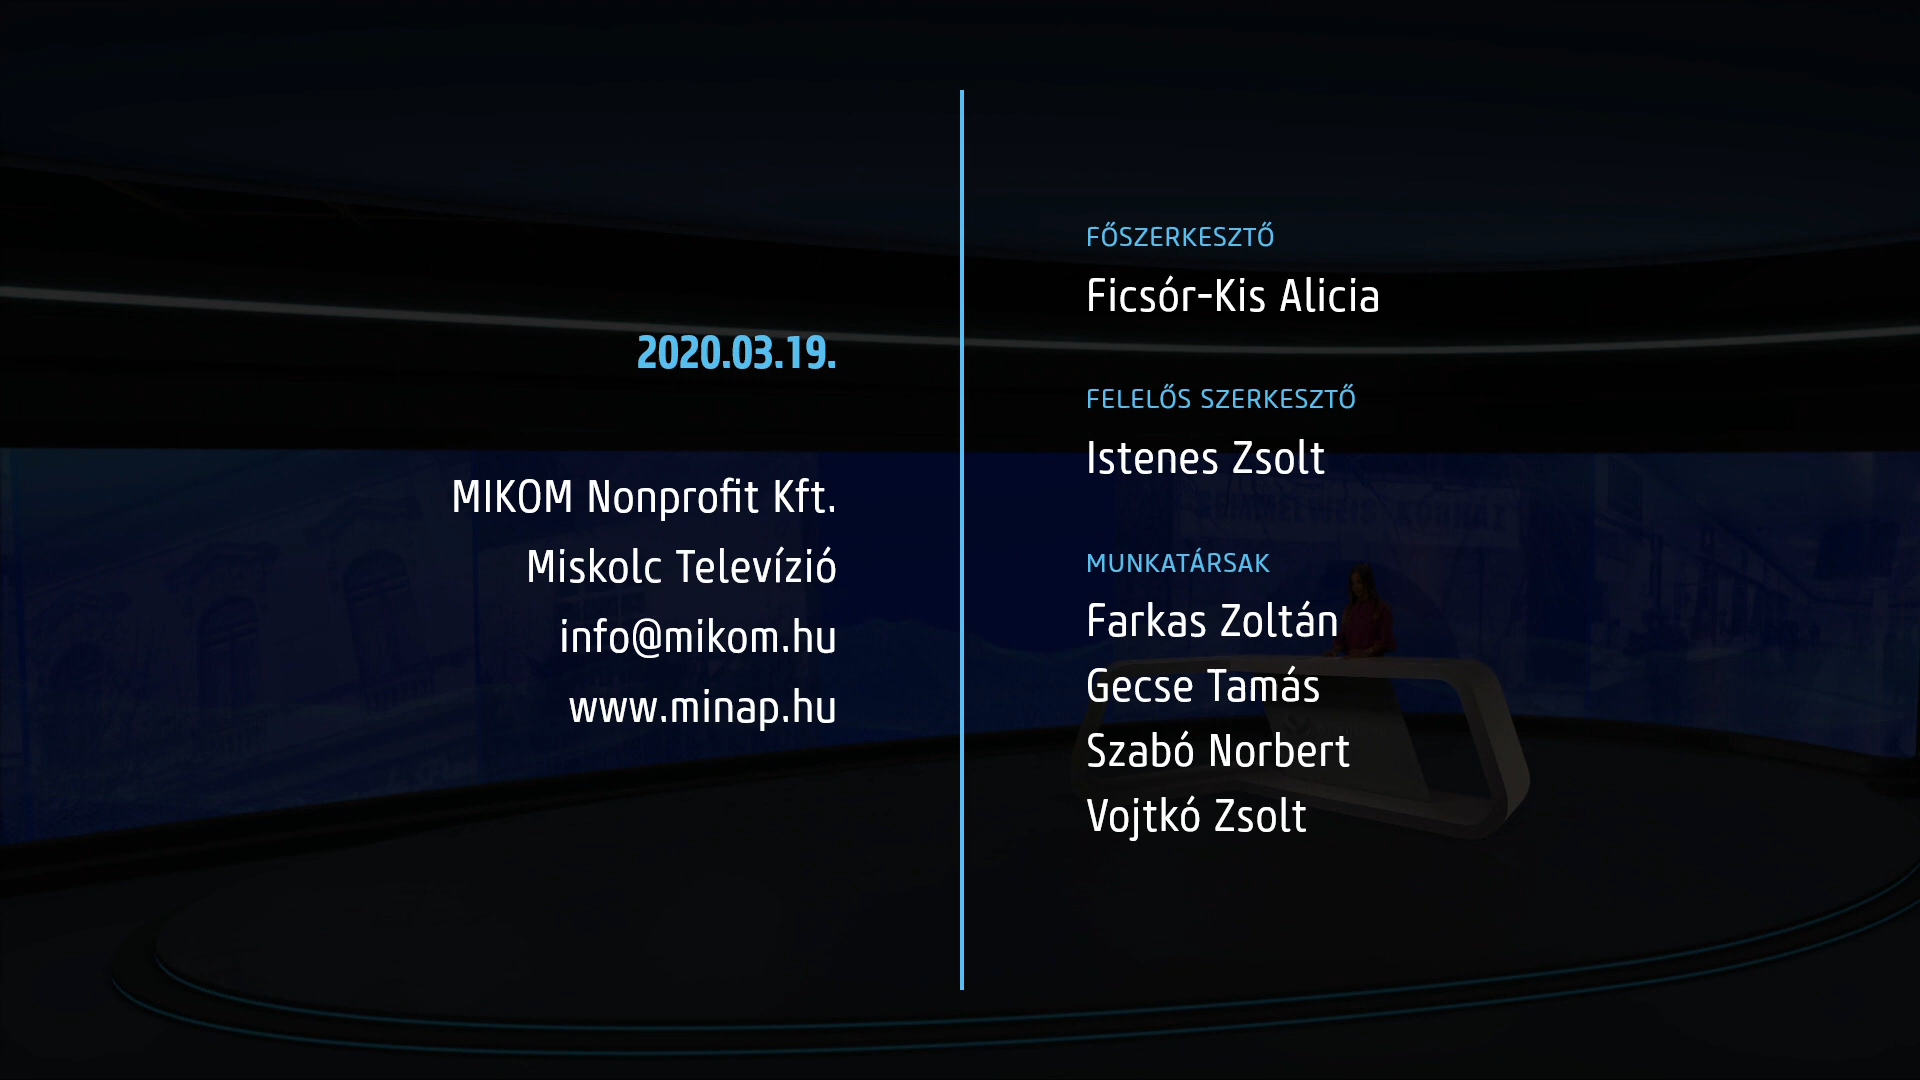 2020.03.19.
MIKOM Nonprofit Kft.
Miskolc Televízió
info@mikom.hu
www.minap.hu
FŐSZERKESZTŐ
Ficsór-Kis Alicia
FELELŐS SZERKESZTŐ
Istenes Zsolt
MUNKATÁRSAK
Farkas Zoltán
Gecse Tamás
Szabó Norbert
Vojtkó Zsolt